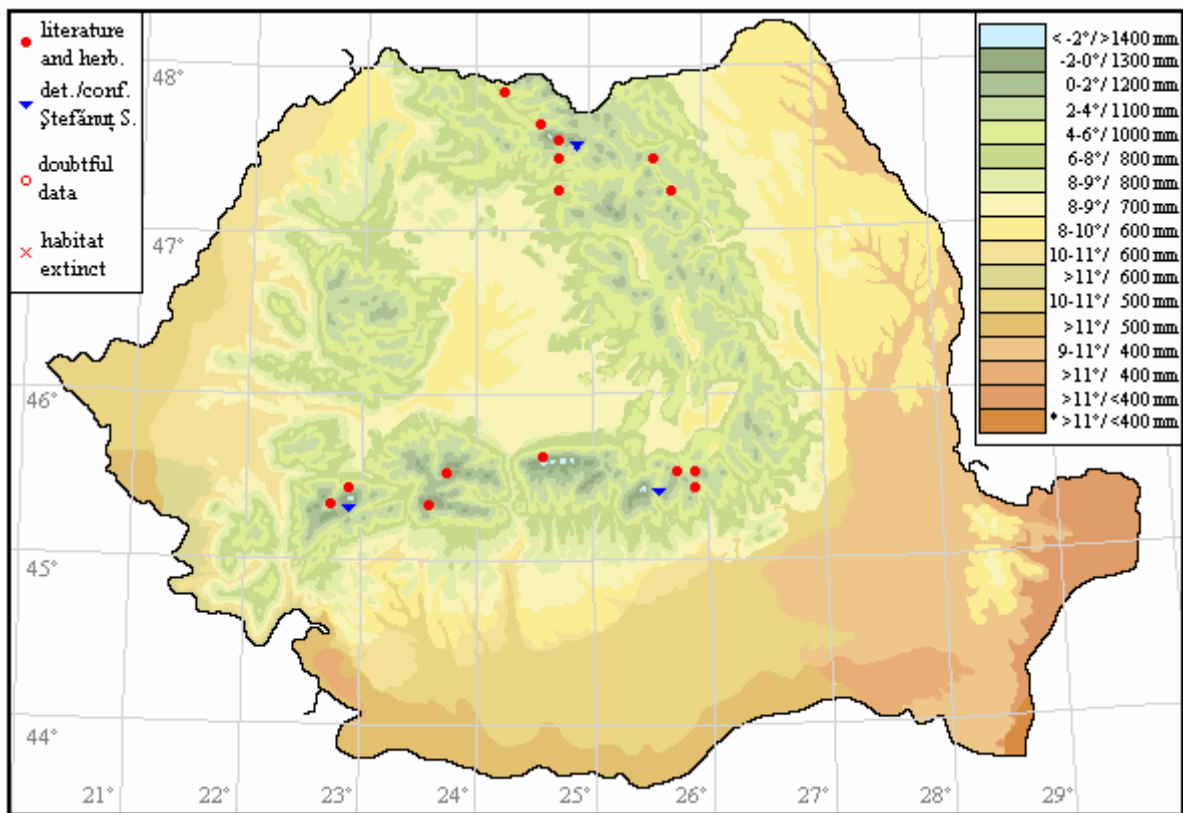 literature
and herb.
det./conf.
Ştefănuţ S.
doubtful
data
habitat
extinct
< -2°/>1400 mm
-2-0°/1300 mm
0-2°/1200 mm
2-4°/1100 mm
4-6°/1000 mm
6-8°/ 800 mm
8-9°/ 800 mm
8-9°/ 700 mm
8-10°/ 600 mm
10-11°/ 600 mm
>11°/ 600 mm
10-11°/ 500 mm
>11°/ 500 mm
9-11°/ 400 mm
>11°/ 400 mm
>11°/<400 mm
* >11°/<400 mm
48°
47°
46°
45°
44°
21° 22° 23° 24° 25° 26° 27° 28° 29°